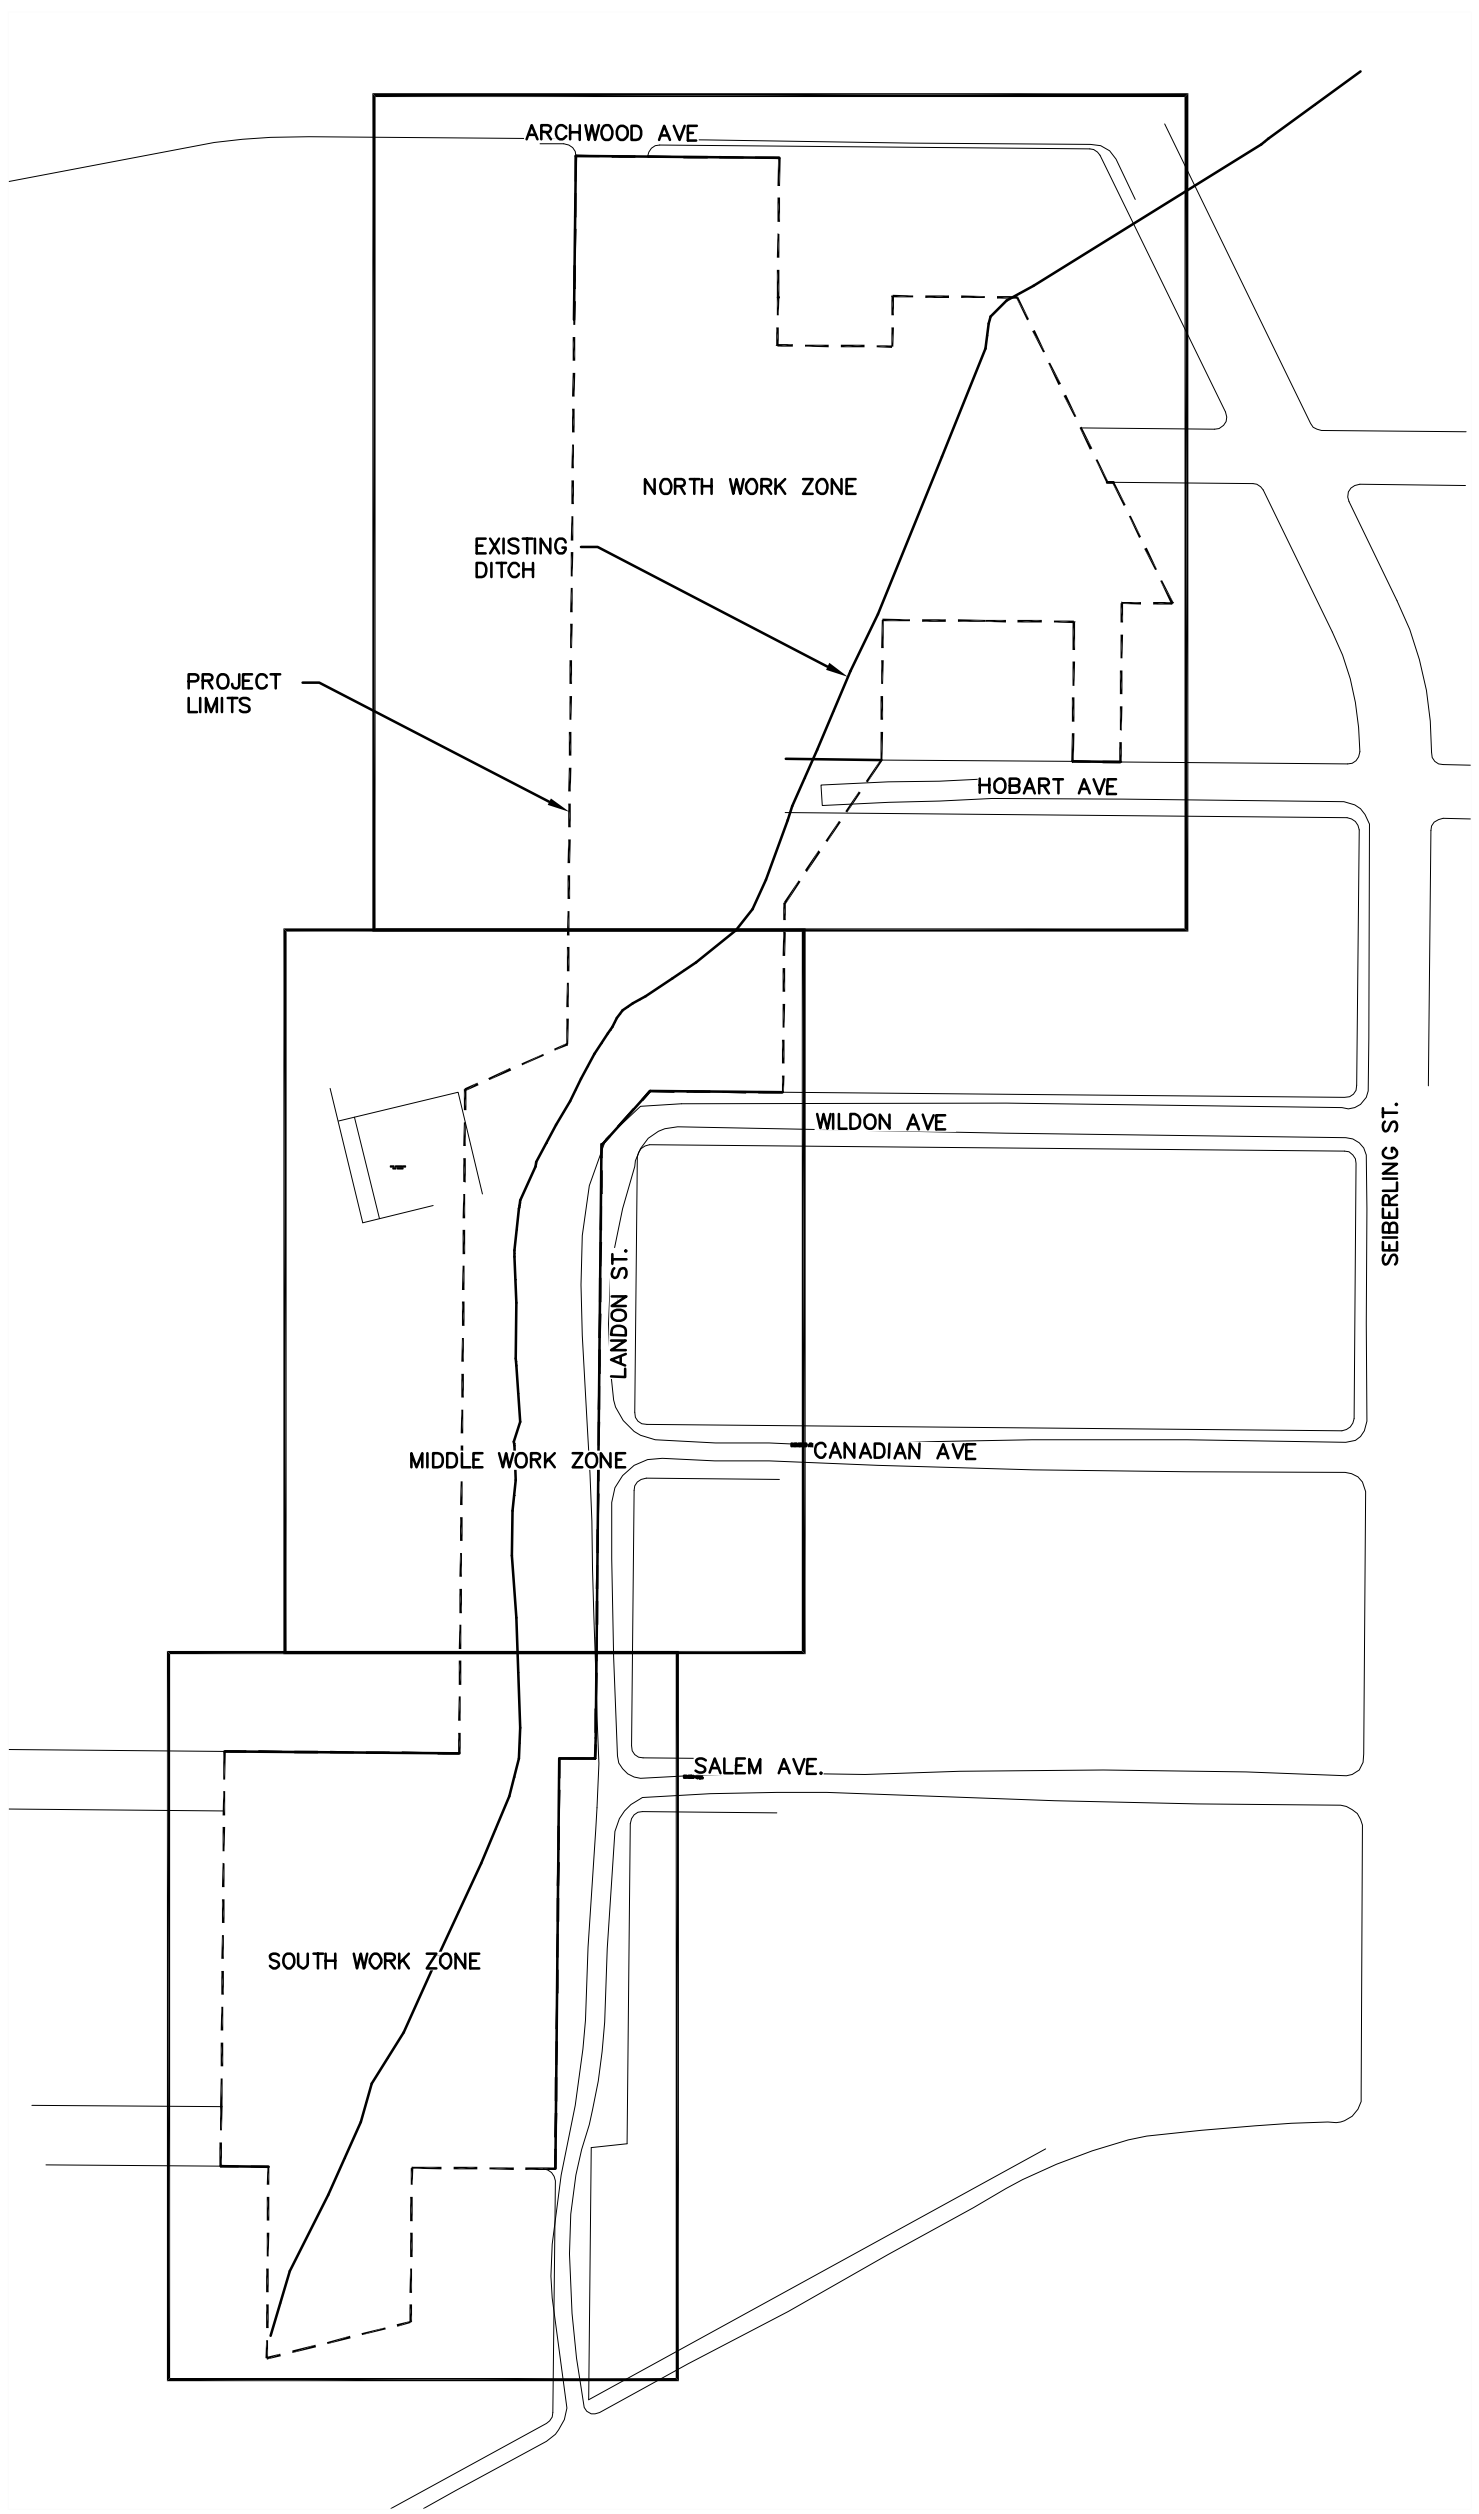 ARCHWOOD AVE
NORTH WORK ZONE
EXISTING
DITCH
PROJECT
LIMITS
HOBART AVE
WILDON AVE
SEIBERLING ST.
LANDON ST.
CANADIAN AVE
MIDDLE WORK ZONE
SALEM AVE.
SOUTH WORK ZONE